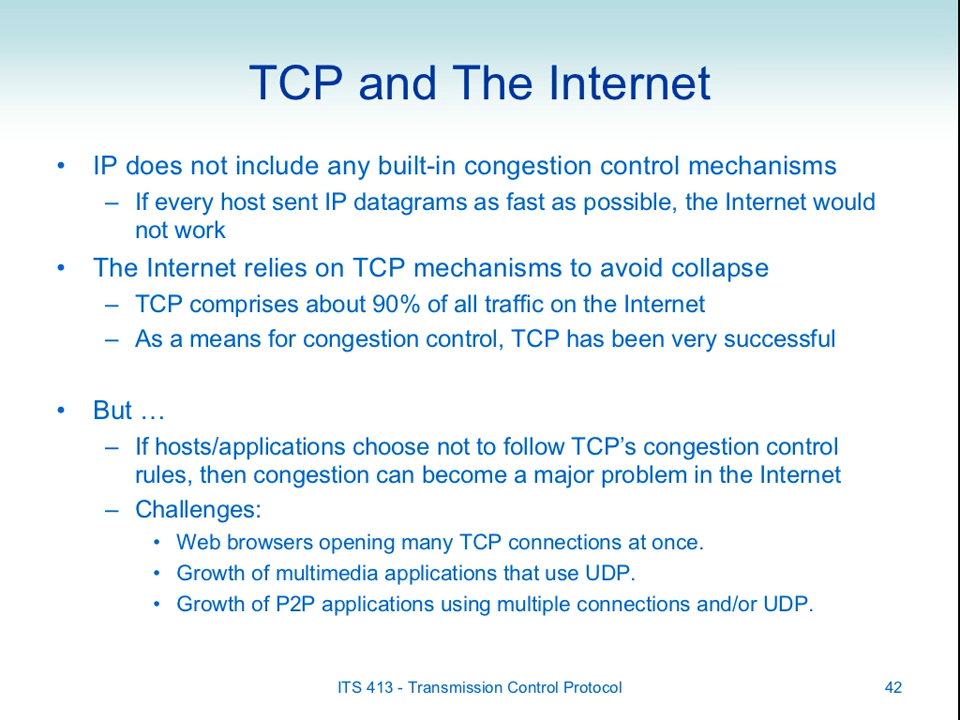 TCP and The Internet
• IP does not include any built-in congestion control mechanisms
– If every host sent IP datagrams as fast as possible, the Internet would
not work
• The Internet relies on TCP mechanisms to avoid collapse
– TCP comprises about 90% of all traffic on the Internet
– As a means for congestion control, TCP has been very successful
• But …
– If hosts/applications choose not to follow TCP’s congestion control
rules, then congestion can become a major problem in the Internet
– Challenges:
• Web browsers opening many TCP connections at once.
• Growth of multimedia applications that use UDP.
• Growth of P2P applications using multiple connections and/or UDP.
ITS 413 - Transmission Control Protocol
42